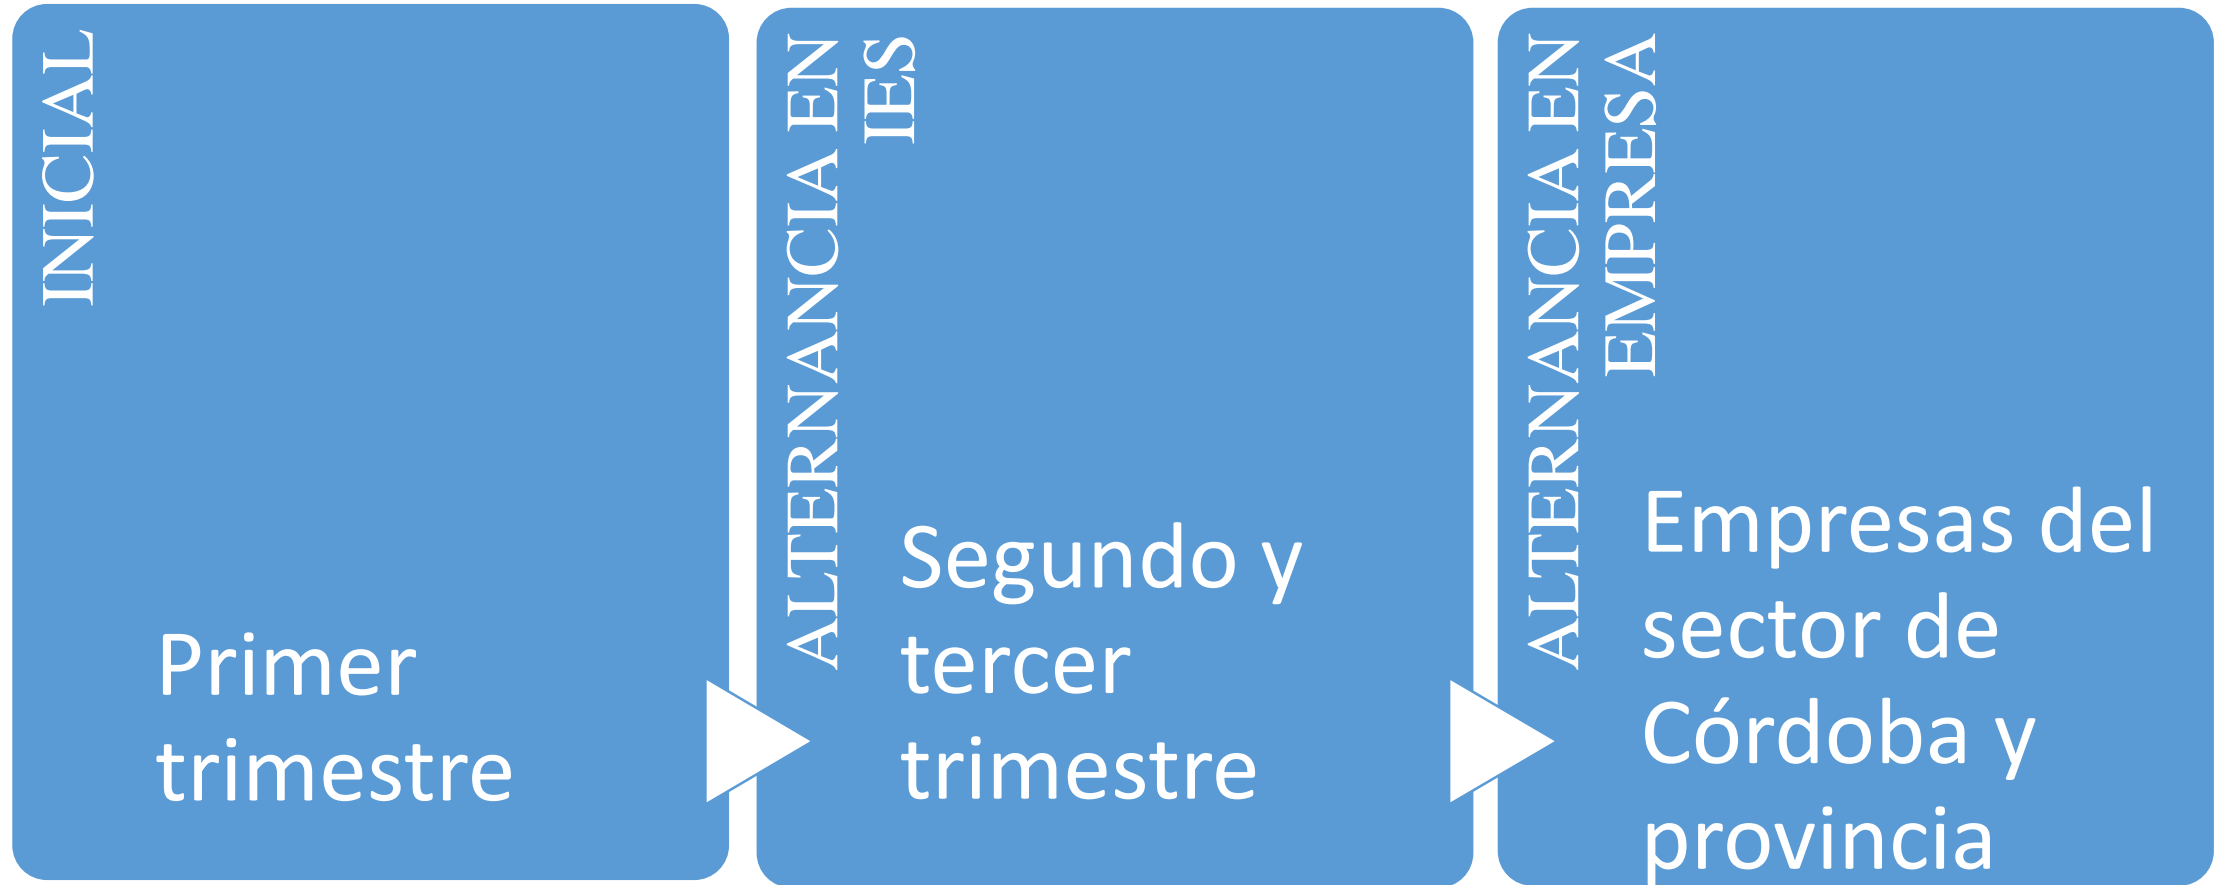 INICIAL
Primer
trimestre
ALTERNANCIA EN
IES
Segundo y
tercer
trimestre
ALTERNANCIA EN
EMPRESA
Empresas del
sector de
Córdoba y
provincia